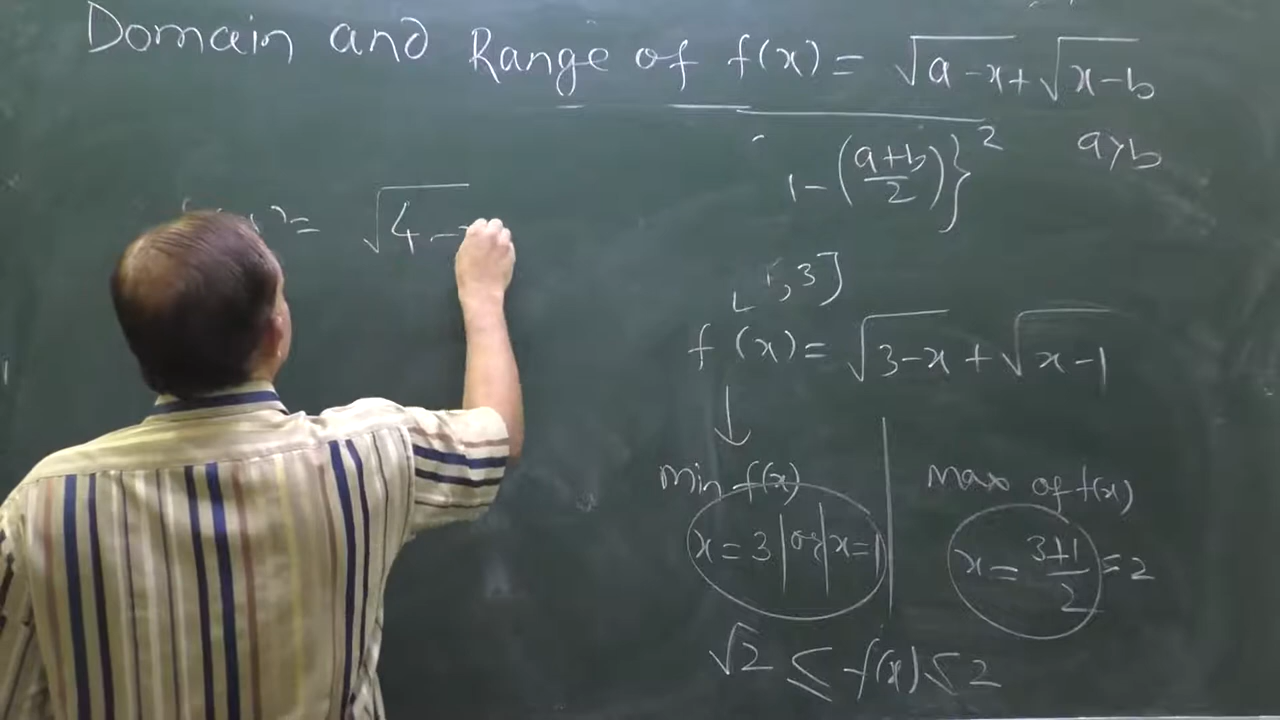 Domain and Range of f(x) = √(a-x) + √(x-b)
1 - (a+b/2)}² a>b
= √4 -
[1, 3]
f(x) = √(3-x) + √(x-1)
↓
min f(x) | max of f(x)
x = 3 | or | x = 1 | x = 3+1/2 = 2
√2 ≤ f(x) ≤ 2